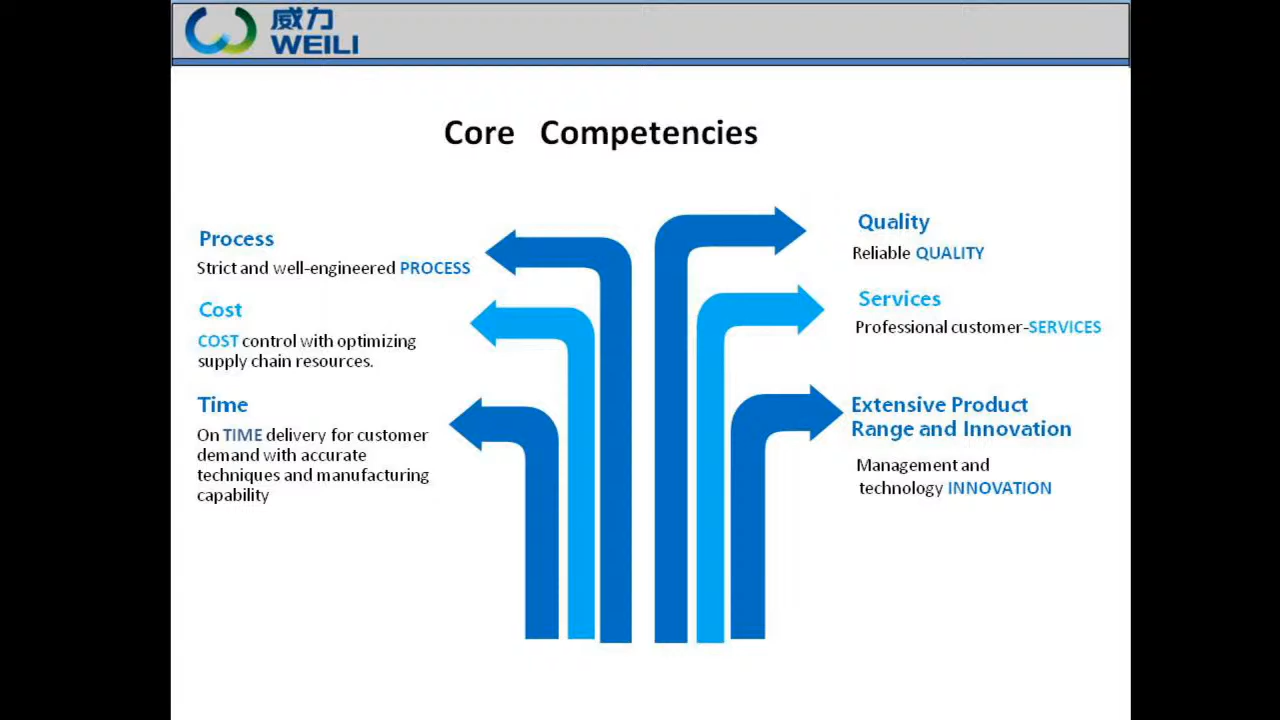 威力
WEILI
Core Competencies
Process
Strict and well-engineered PROCESS
Cost
COST control with optimizing
supply chain resources.
Time
On TIME delivery for customer
demand with accurate
techniques and manufacturing
capability
Quality
Reliable QUALITY
Services
Professional customer-SERVICES
Extensive Product
Range and Innovation
Management and
technology INNOVATION